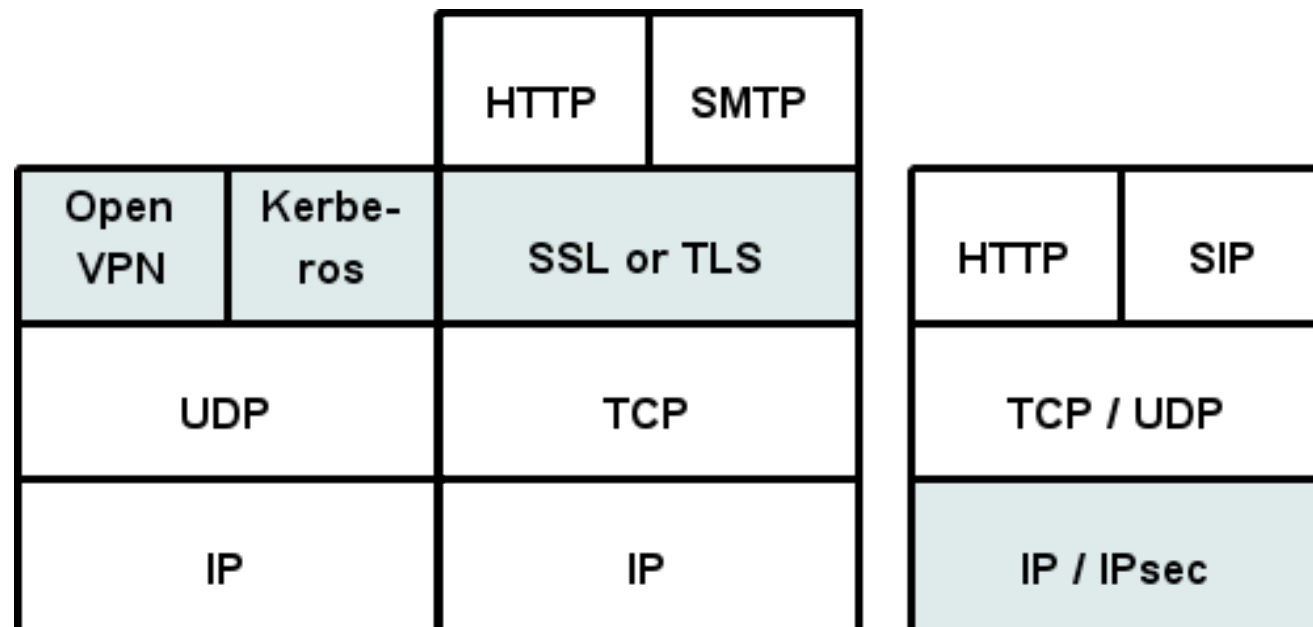 HTTP SMTP
Open VPN Kerbe-ros SSL or TLS HTTP SIP
UDP TCP TCP / UDP
IP IP IP / IPsec